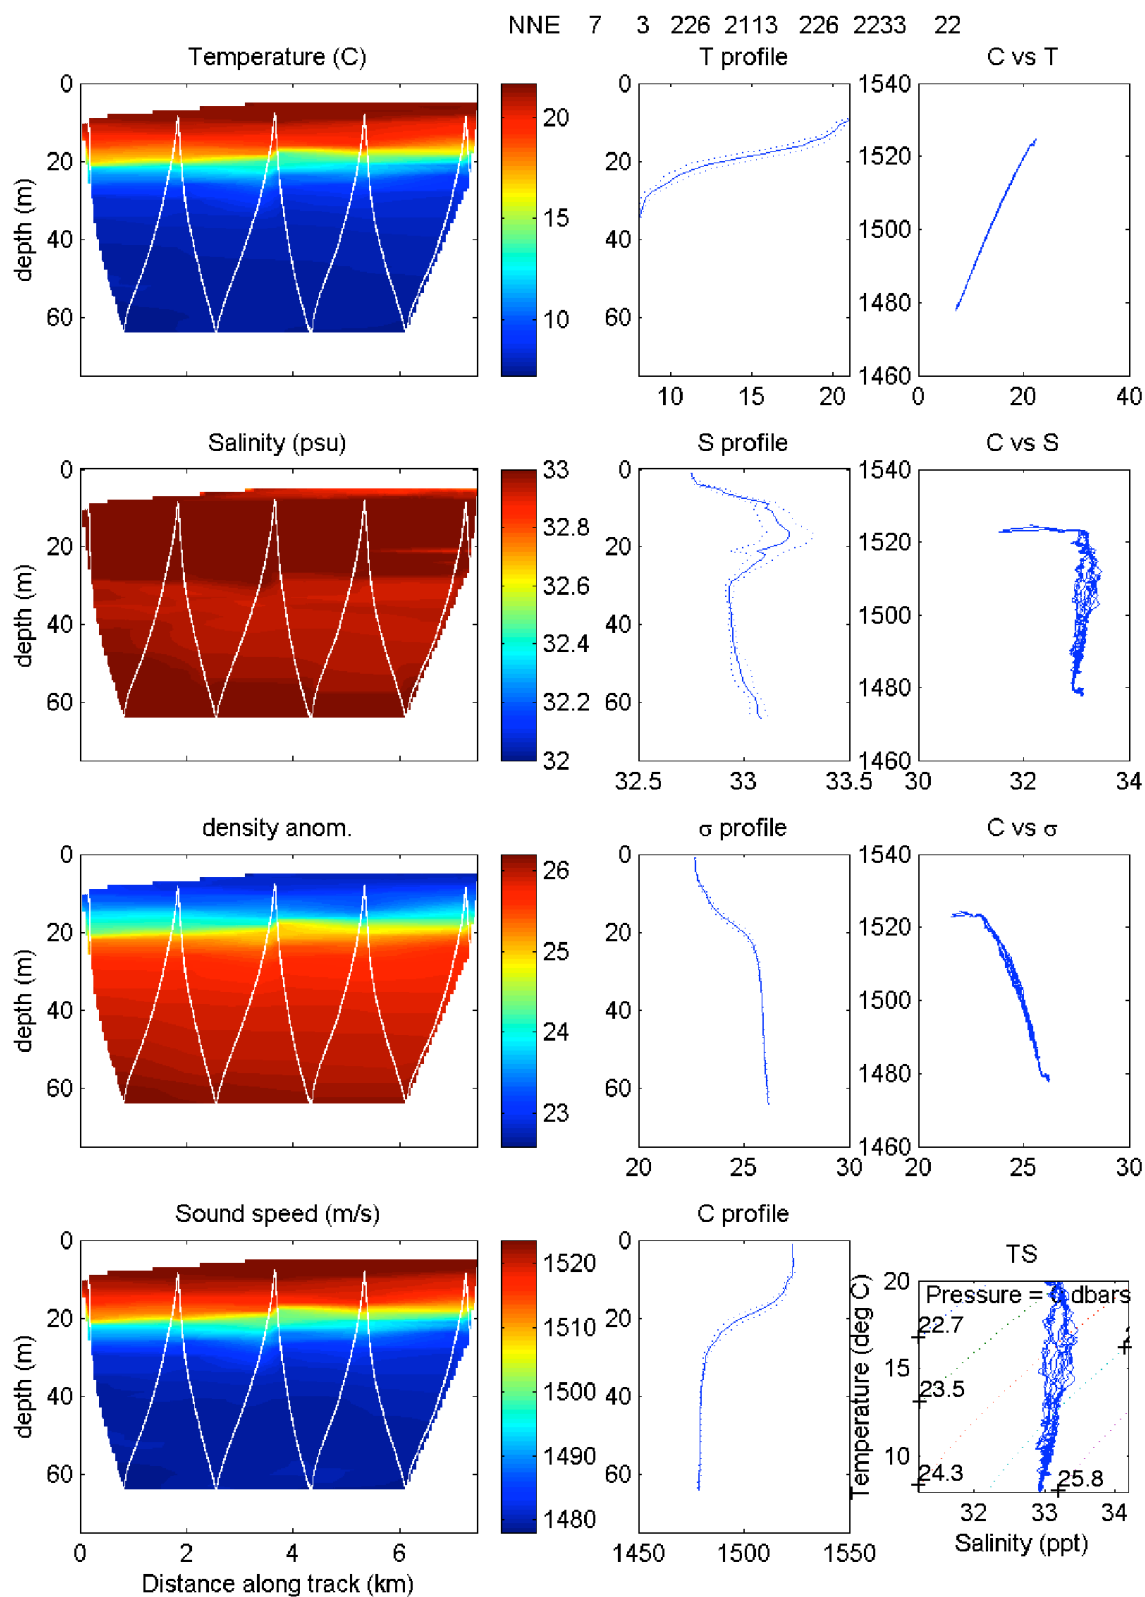 NNE 7 3 226 2113 226 2233 22
Temperature (C) T profile C vs T
0 20 40 60
depth (m)
20 15 10
0 20 40 60
10 15 20
1540 1520 1500 1480 1460
0 20 40
Salinity (psu) S profile C vs S
0 20 40 60
depth (m)
33 32.8 32.6 32.4 32.2 32
0 20 40 60
32.5 33 33.5
1540 1520 1500 1480 1460
30 32 34
density anom. σ profile C vs σ
0 20 40 60
depth (m)
26 25 24 23
0 20 40 60
20 25 30
1540 1520 1500 1480 1460
20 25 30
Sound speed (m/s) C profile TS
0 20 40 60
depth (m)
0 2 4 6
Distance along track (km)
1520 1510 1500 1490 1480
0 20 40 60
1450 1500 1550
Temperature (deg C)
20 15 10
Pressure = 0 dbars
22.7
23.5
24.3 25.8
32 33 34
Salinity (ppt)